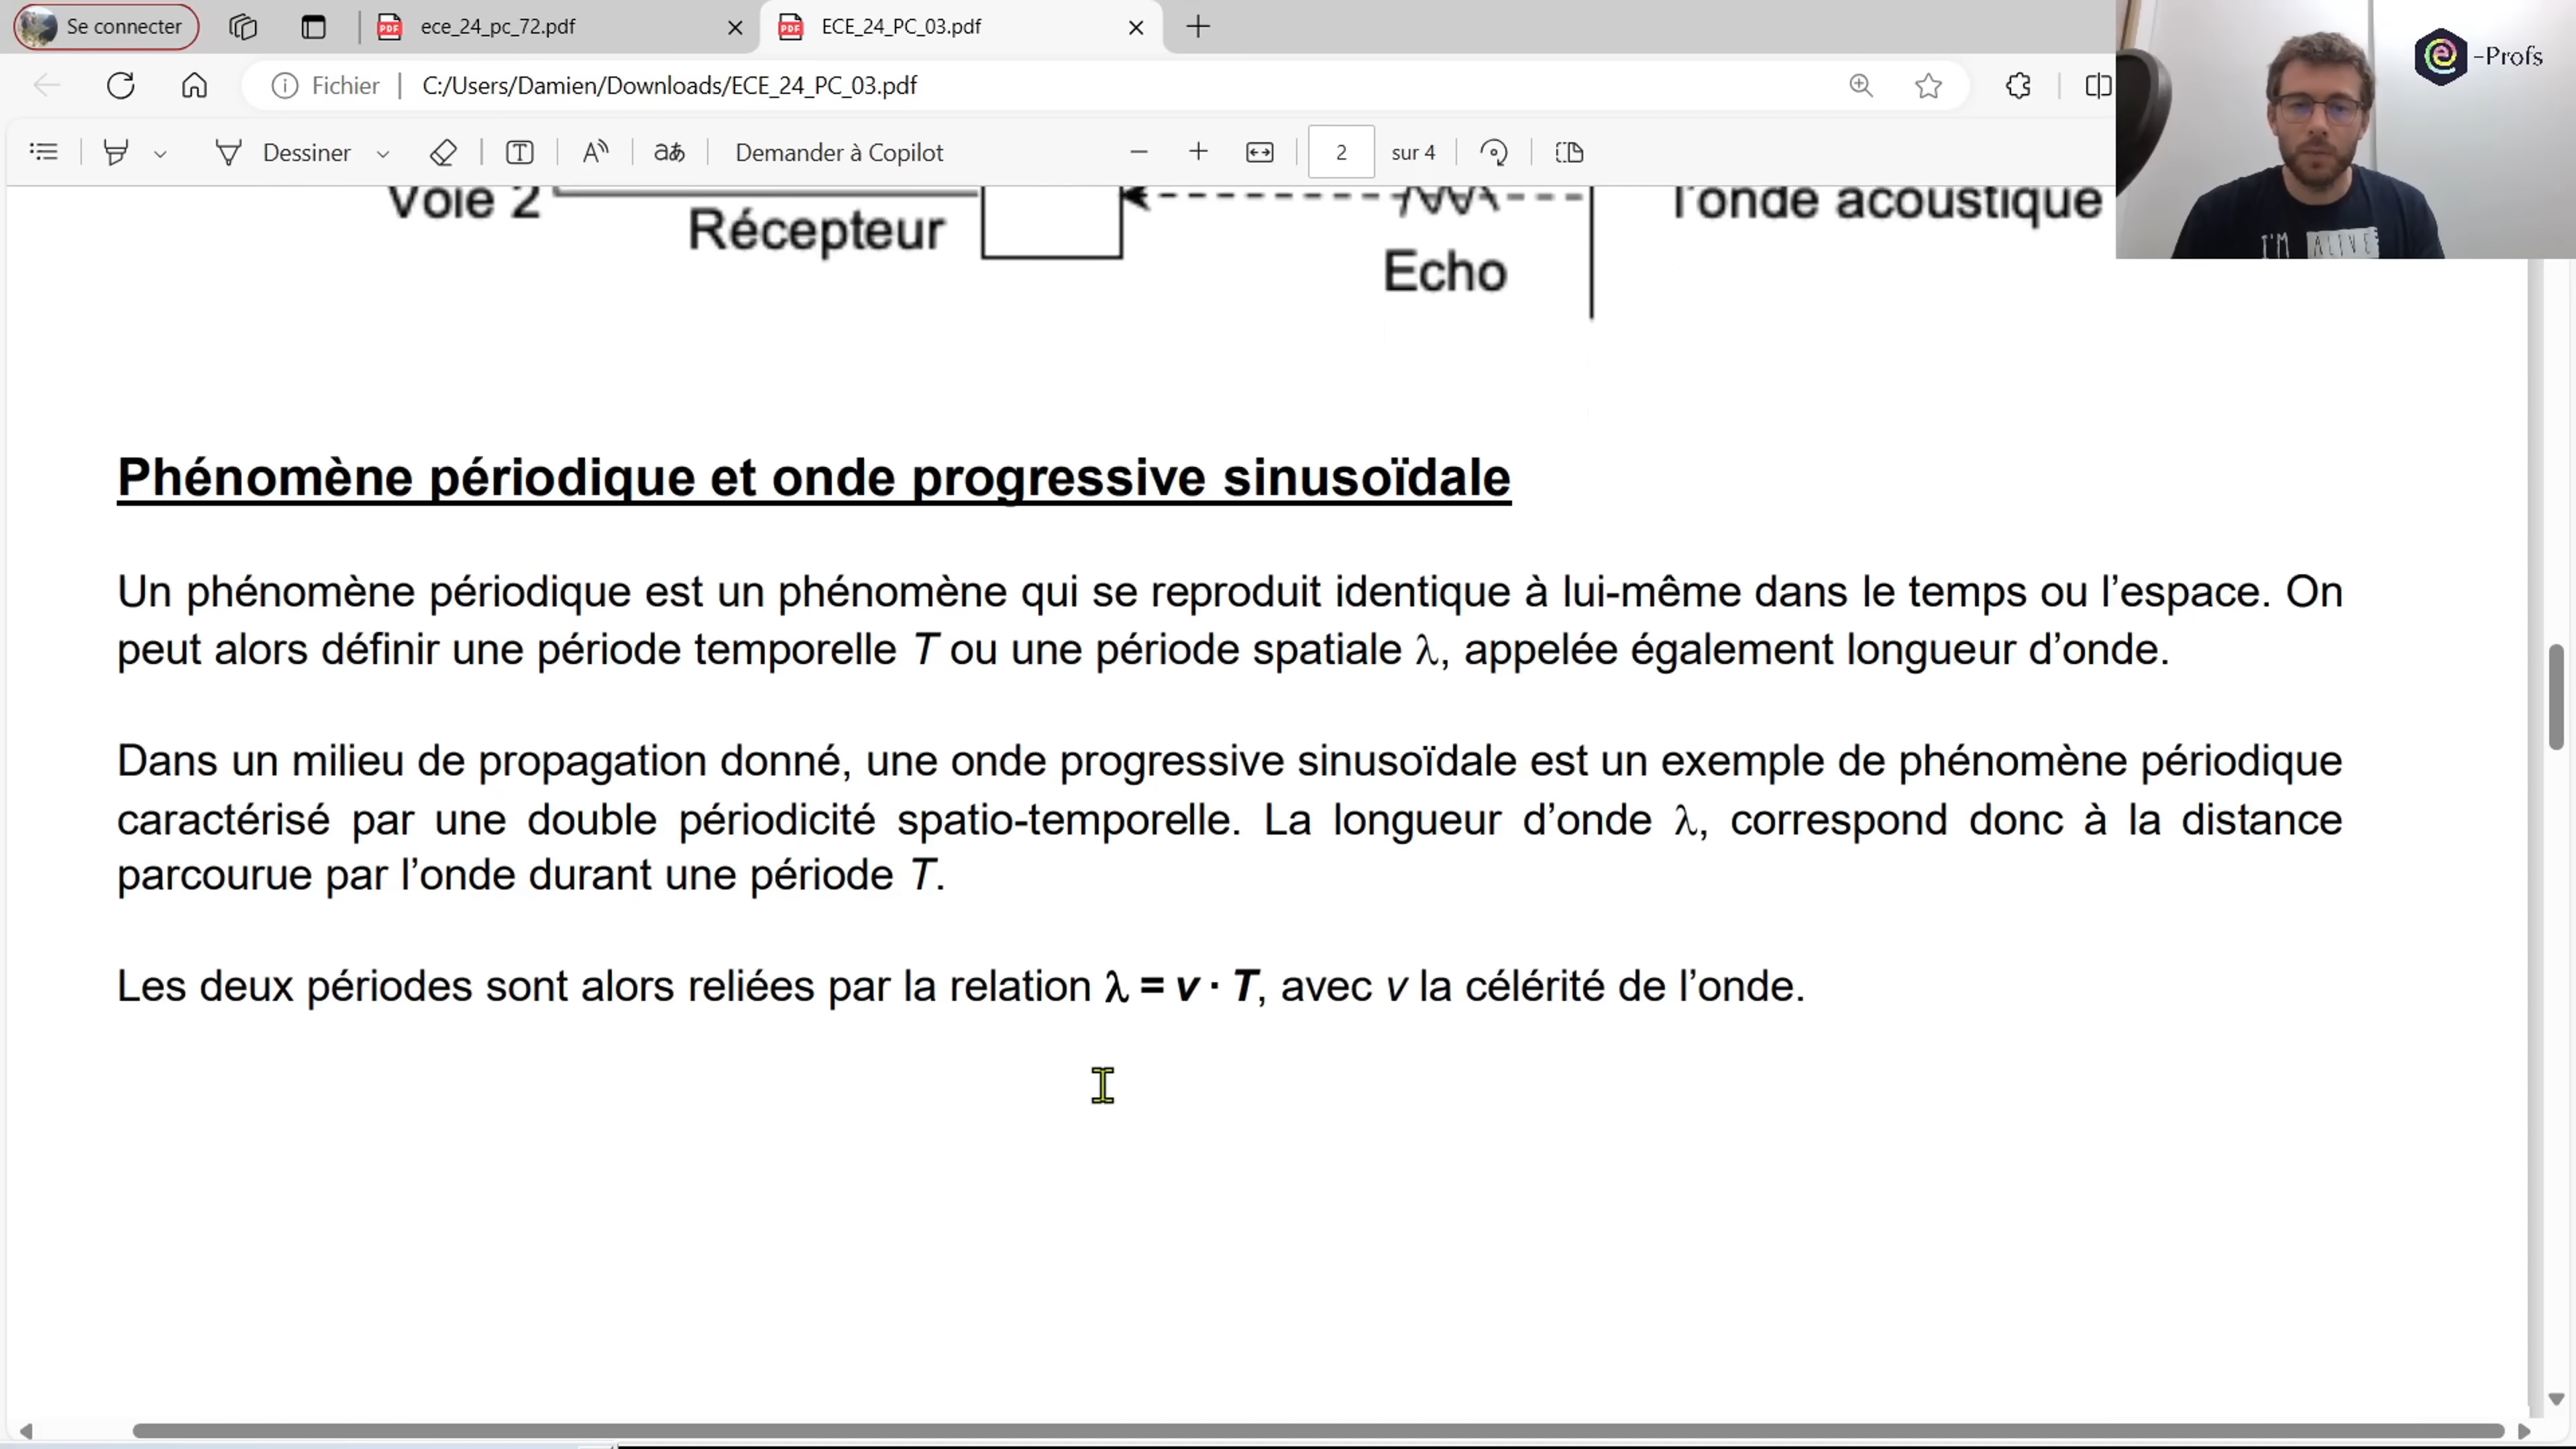 Se connecter
ece_24_pc_72.pdf
ECE_24_PC_03.pdf
Fichier
C:/Users/Damien/Downloads/ECE_24_PC_03.pdf
Dessiner
Demander à Copilot
2 sur 4
e-Profs
I'M ALIVE
Voie 2
Récepteur
l'onde acoustique
Echo
Phénomène périodique et onde progressive sinusoïdale
Un phénomène périodique est un phénomène qui se reproduit identique à lui-même dans le temps ou l’espace. On
peut alors définir une période temporelle T ou une période spatiale λ, appelée également longueur d’onde.
Dans un milieu de propagation donné, une onde progressive sinusoïdale est un exemple de phénomène périodique
caractérisé par une double périodicité spatio-temporelle. La longueur d’onde λ, correspond donc à la distance
parcourue par l’onde durant une période T.
Les deux périodes sont alors reliées par la relation λ = v · T, avec v la célérité de l’onde.